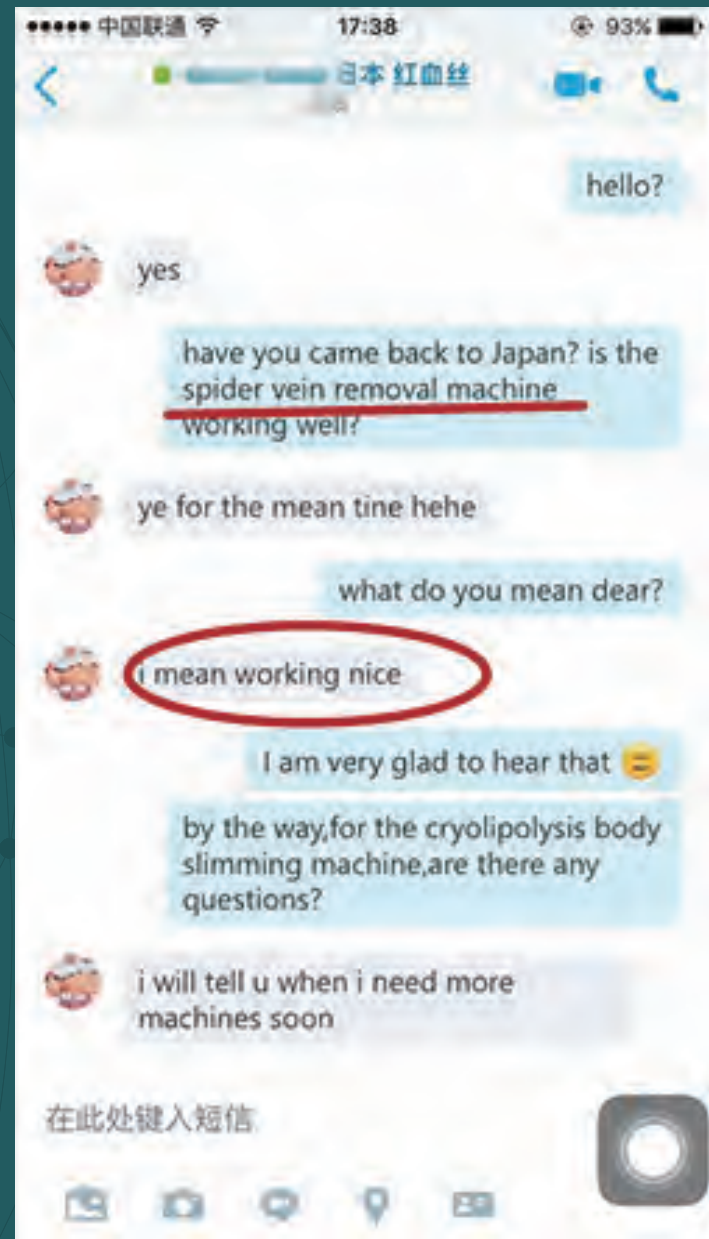 中国联通
17:38
93%
日本 红血丝
hello?
yes
have you came back to Japan? is the
spider vein removal machine
working well?
ye for the mean tine hehe
what do you mean dear?
i mean working nice
I am very glad to hear that
by the way,for the cryolipolysis body
slimming machine,are there any
questions?
i will tell u when i need more
machines soon
在此处键入短信